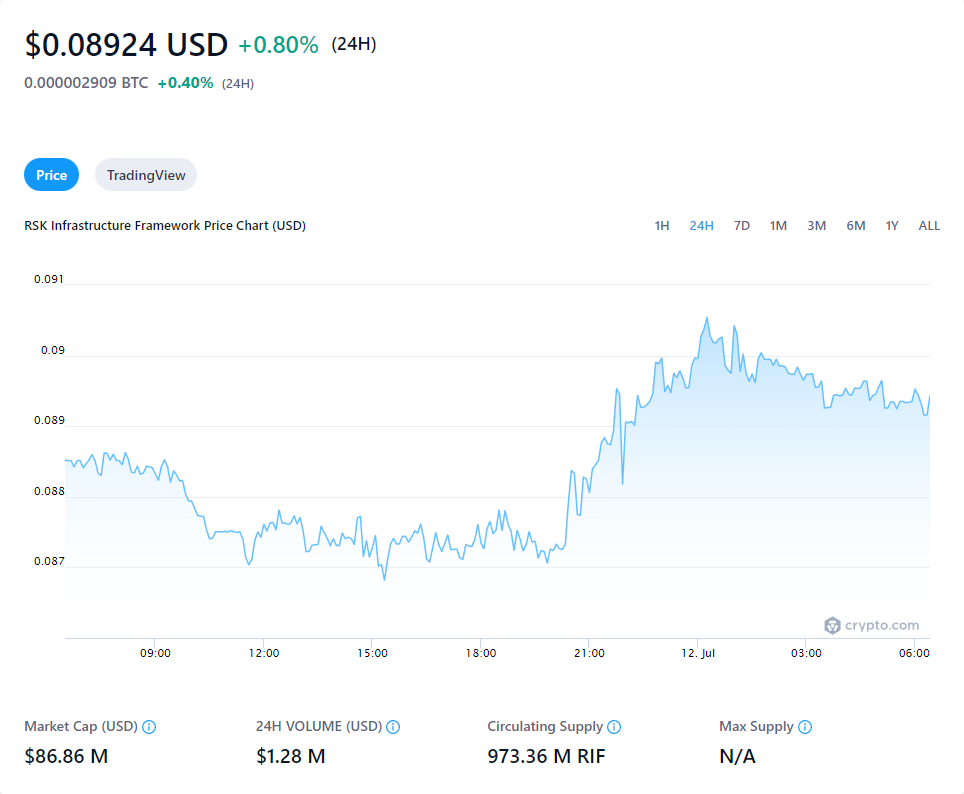 $0.08924 USD +0.80% (24H)
0.000002909 BTC +0.40% (24H)
Price TradingView
RSK Infrastructure Framework Price Chart (USD) 1H 24H 7D 1M 3M 6M 1Y ALL
0.091
0.09
0.089
0.088
0.087
crypto.com
09:00 12:00 15:00 18:00 21:00 12. Jul 03:00 06:00
Market Cap (USD) 24H VOLUME (USD) Circulating Supply Max Supply
$86.86 M $1.28 M 973.36 M RIF N/A